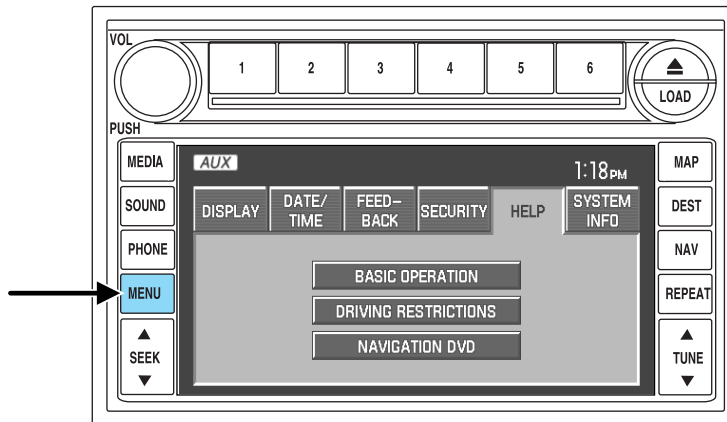 VOL
1 2 3 4 5 6
LOAD
PUSH
MEDIA
SOUND
PHONE
MENU
SEEK
AUX
1:18PM
DISPLAY
DATE/
TIME
FEED-
BACK
SECURITY
HELP
SYSTEM
INFO
BASIC OPERATION
DRIVING RESTRICTIONS
NAVIGATION DVD
MAP
DEST
NAV
REPEAT
TUNE